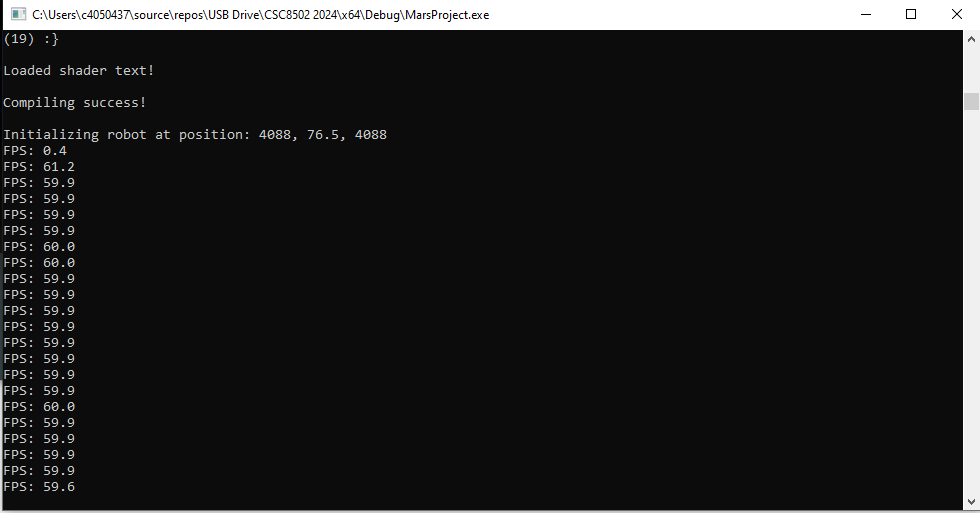 C:\Users\c4050437\source\repos\USB Drive\CSC8502 2024\x64\Debug\MarsProject.exe
(19) :}
Loaded shader text!
Compiling success!
Initializing robot at position: 4088, 76.5, 4088
FPS: 0.4
FPS: 61.2
FPS: 59.9
FPS: 59.9
FPS: 59.9
FPS: 59.9
FPS: 60.0
FPS: 60.0
FPS: 59.9
FPS: 59.9
FPS: 59.9
FPS: 59.9
FPS: 59.9
FPS: 59.9
FPS: 59.9
FPS: 59.9
FPS: 60.0
FPS: 59.9
FPS: 59.9
FPS: 59.9
FPS: 59.9
FPS: 59.6